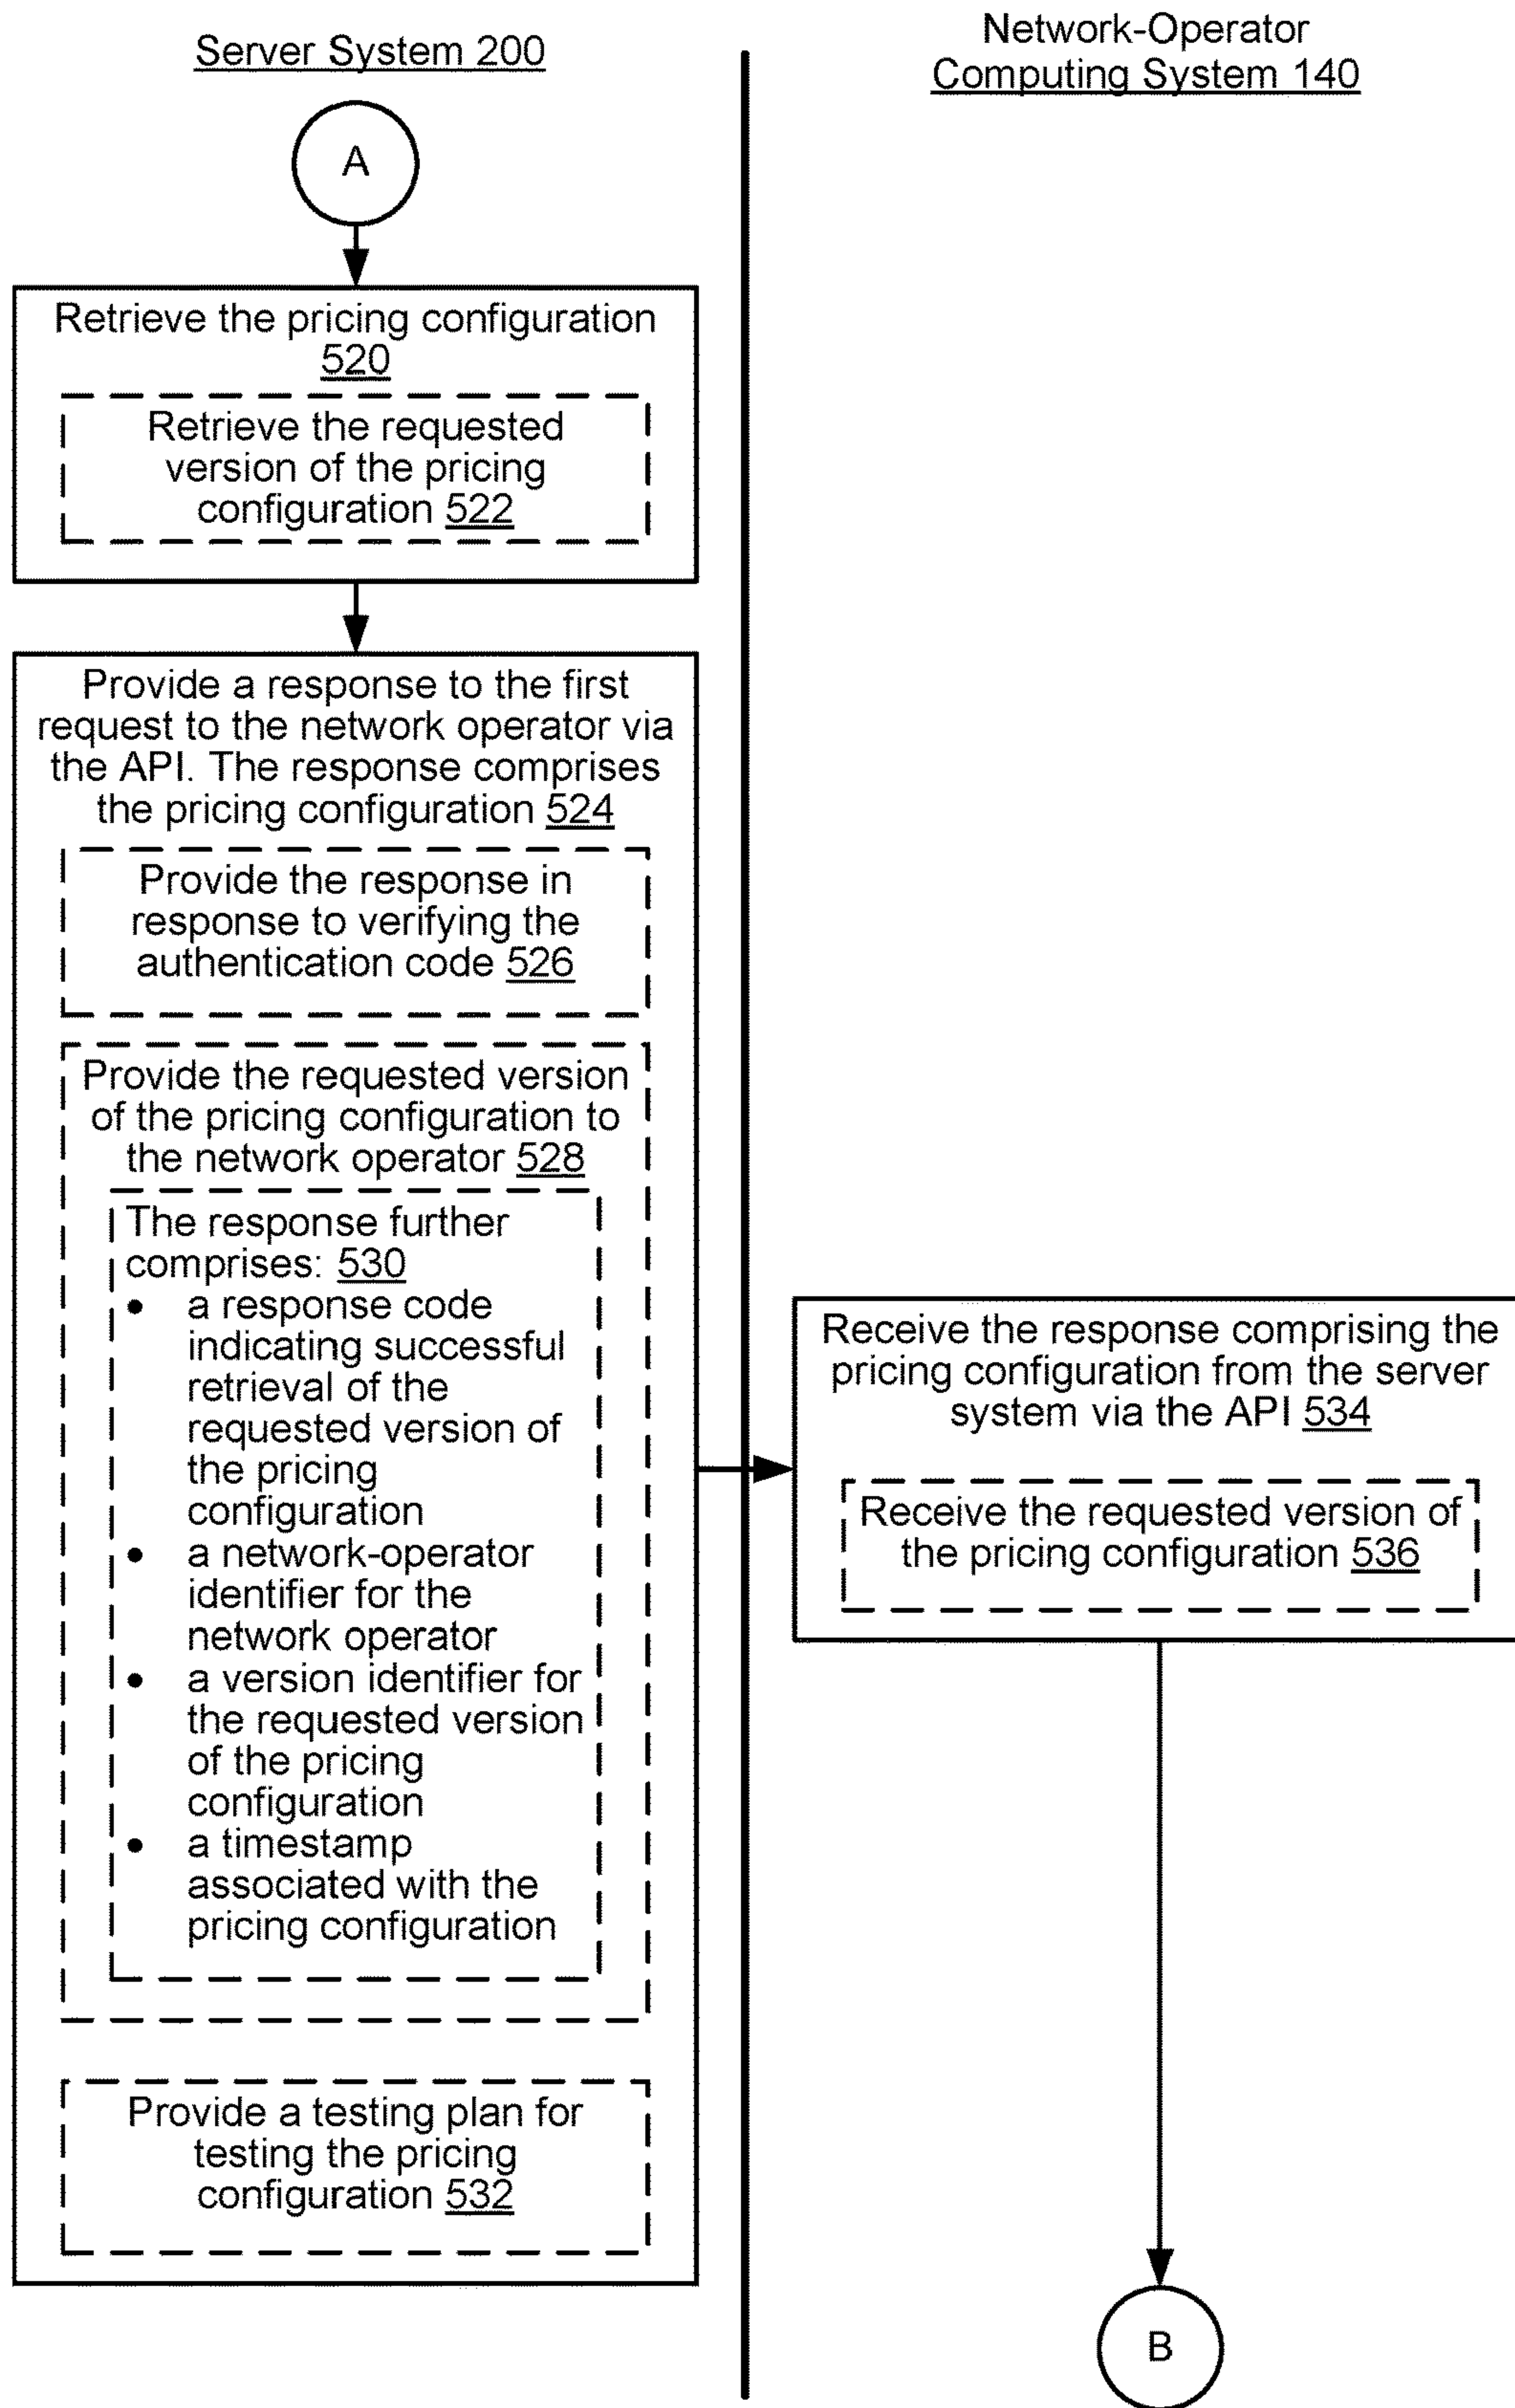 Server System 200
Network-Operator
Computing System 140
A
Retrieve the pricing configuration
520
Retrieve the requested
version of the pricing
configuration 522
Provide a response to the first
request to the network operator via
the API. The response comprises
the pricing configuration 524
Provide the response in
response to verifying the
authentication code 526
Provide the requested version
of the pricing configuration to
the network operator 528
The response further
comprises: 530
• a response code
indicating successful
retrieval of the
requested version of
the pricing
configuration
• a network-operator
identifier for the
network operator
• a version identifier for
the requested version
of the pricing
configuration
• a timestamp
associated with the
pricing configuration
Provide a testing plan for
testing the pricing
configuration 532
Receive the response comprising the
pricing configuration from the server
system via the API 534
Receive the requested version of
the pricing configuration 536
B